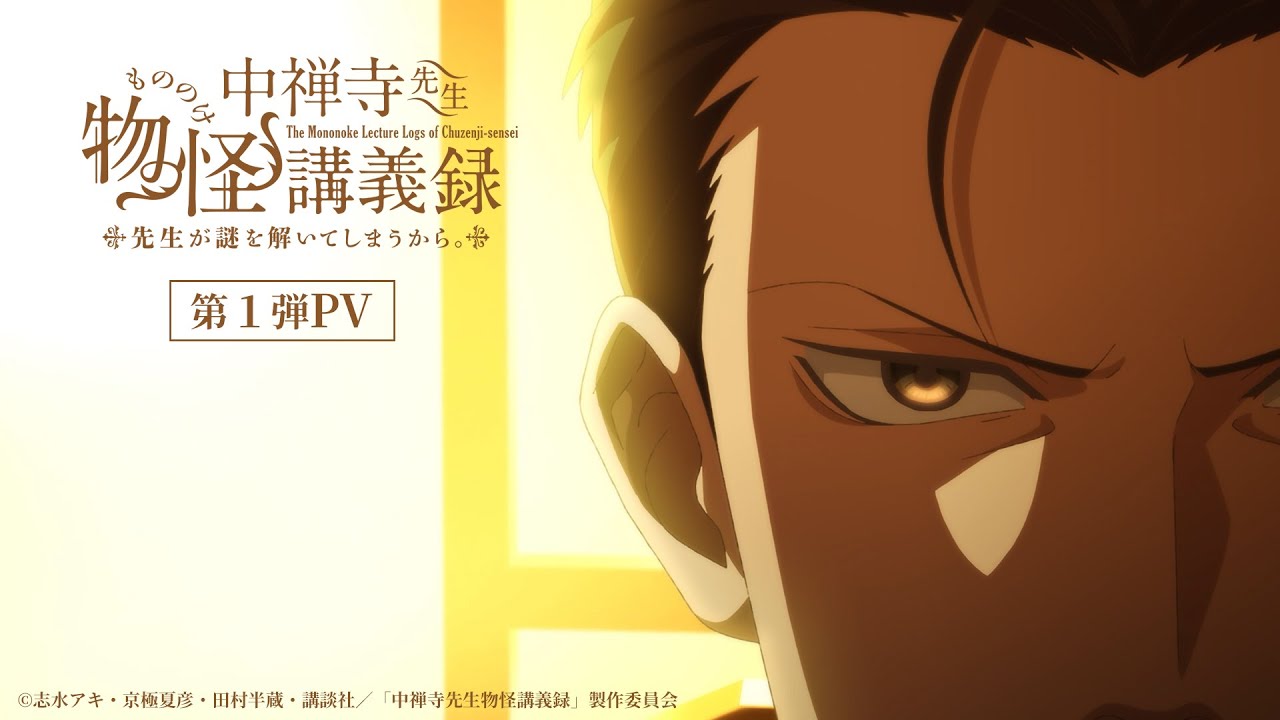 中禅寺先生
もののけ
物怪講義録
The Mononoke Lecture Logs of Chuzenji-sensei
先生が謎を解いてしまうから。
第1弾PV
©志水アキ・京極夏彦・田村半蔵・講談社／「中禅寺先生物怪講義録」製作委員会